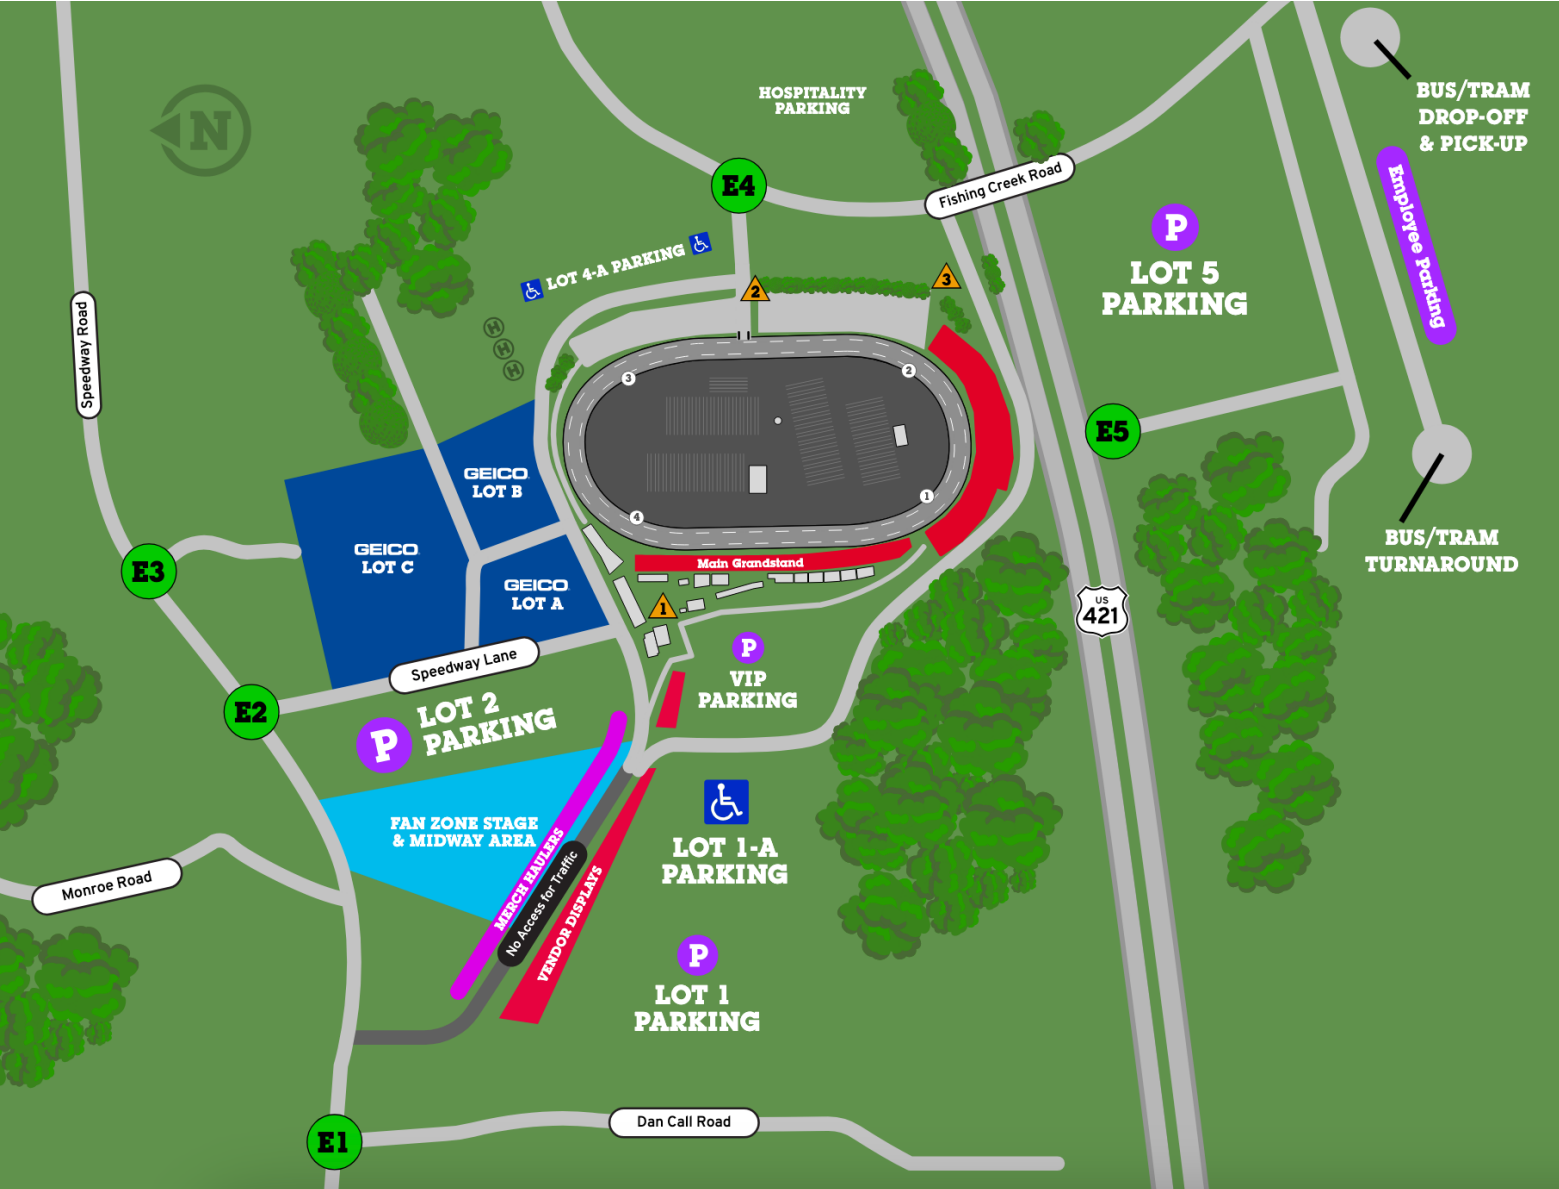 N
HOSPITALITY
PARKING
BUS/TRAM
DROP-OFF
& PICK-UP
E4
Fishing Creek Road
Employee Parking
P
LOT 5
PARKING
LOT 4-A PARKING
2
3
H
H
H
Speedway Road
3
2
E5
GEICO
LOT B
1
4
GEICO
LOT C
GEICO
LOT A
Main Grandstand
1
E3
BUS/TRAM
TURNAROUND
US
421
Speedway Lane
P
VIP
PARKING
E2
P
LOT 2
PARKING
FAN ZONE STAGE
& MIDWAY AREA
MERCH HAULERS
No Access for Traffic
VENDOR DISPLAYS
LOT 1-A
PARKING
Monroe Road
P
LOT 1
PARKING
E1
Dan Call Road